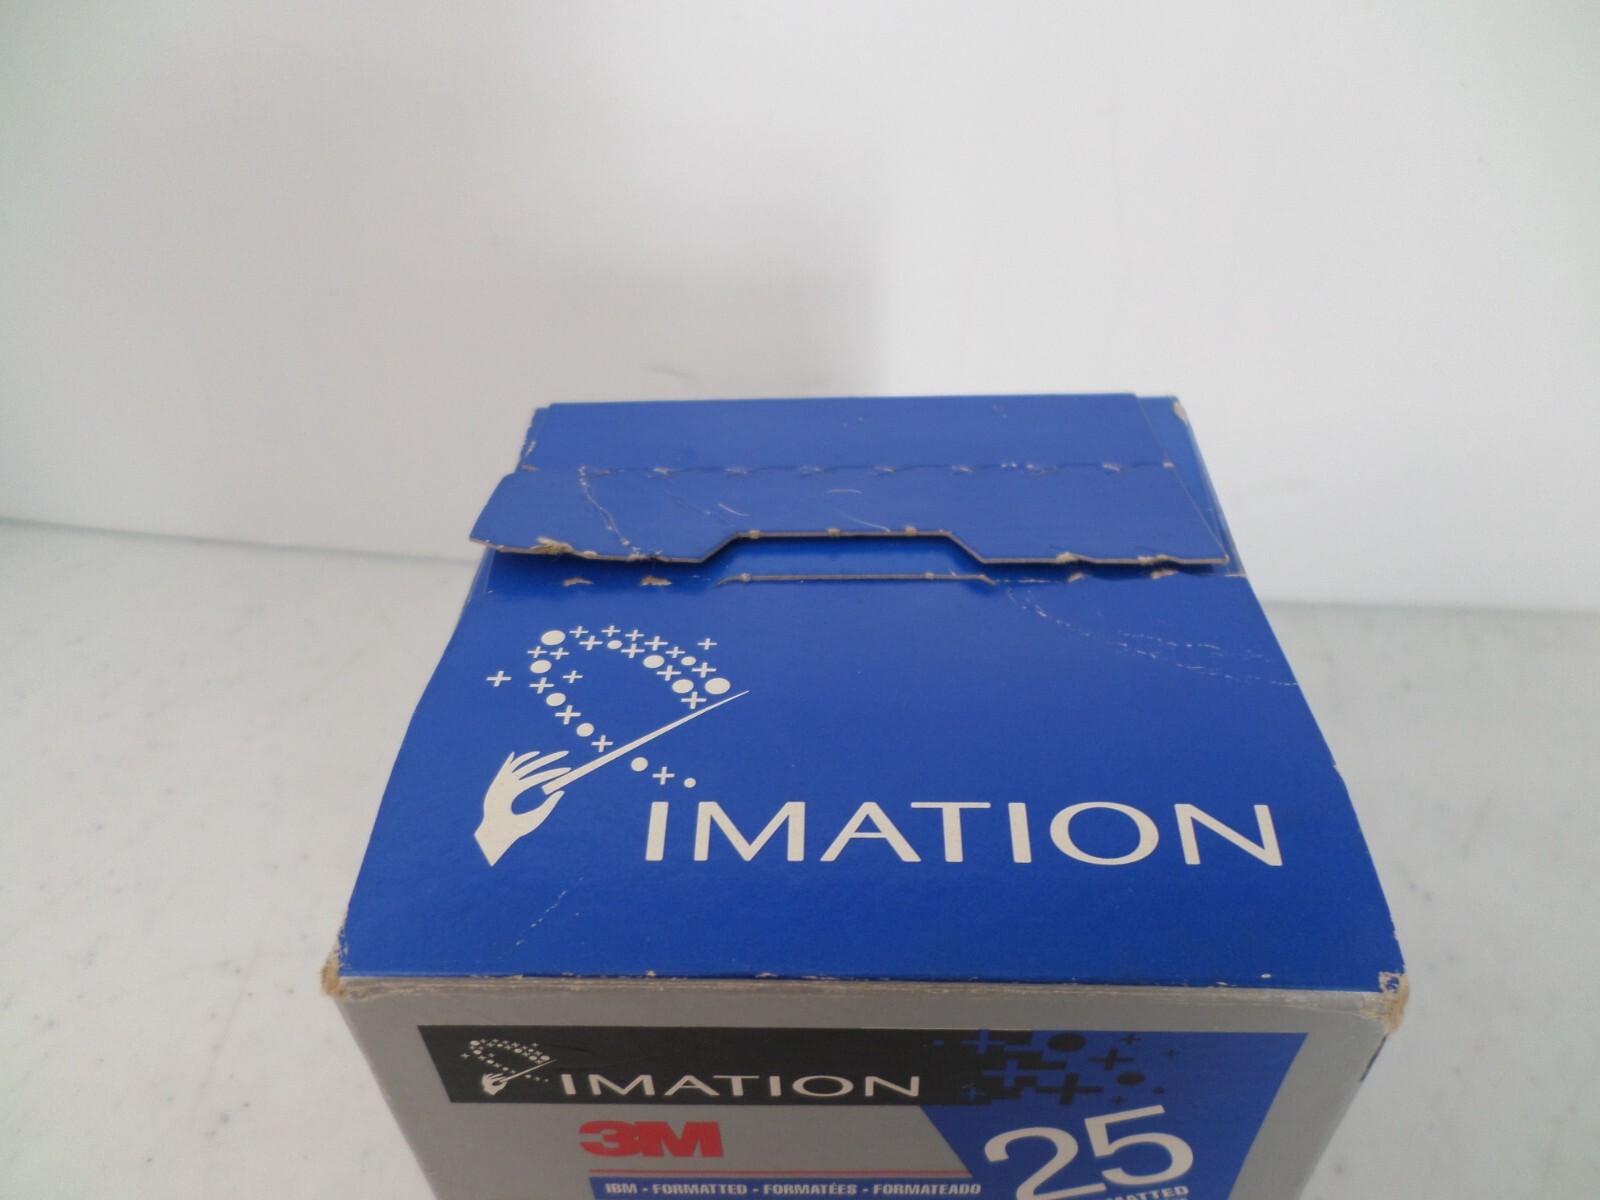 IMATION
IMATION
3M
25
IBM - FORMATTED - FORMATÉES - FORMATEADO